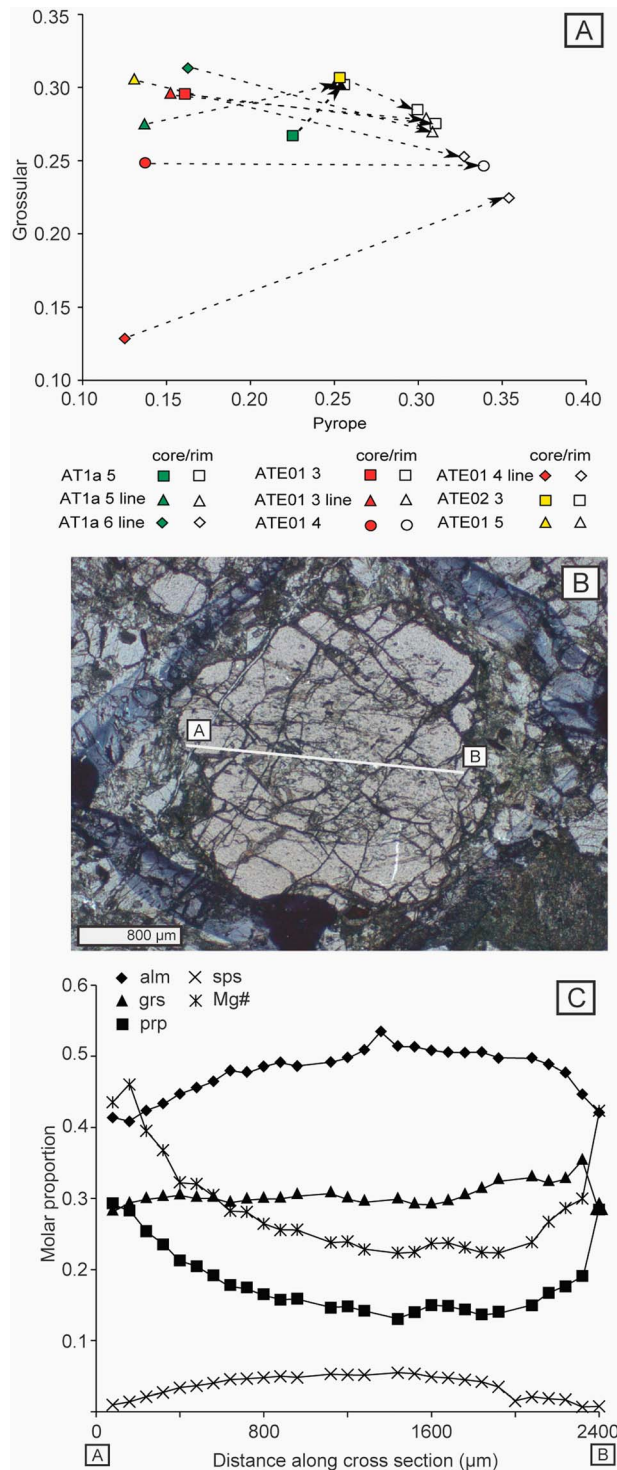 A
0.35
0.30
0.25
0.20
0.15
0.10
Grossular
0.10 0.15 0.20 0.25 0.30 0.35 0.40
Pyrope
core/rim core/rim core/rim
AT1a 5 ATE01 3 ATE01 4 line
AT1a 5 line ATE01 3 line ATE02 3
AT1a 6 line ATE01 4 ATE01 5
B
A
B
800 µm
alm sps
grs Mg#
prp
C
0.6
0.5
0.4
0.3
0.2
0.1
Molar proportion
0 800 1600 2400
A Distance along cross section (µm) B